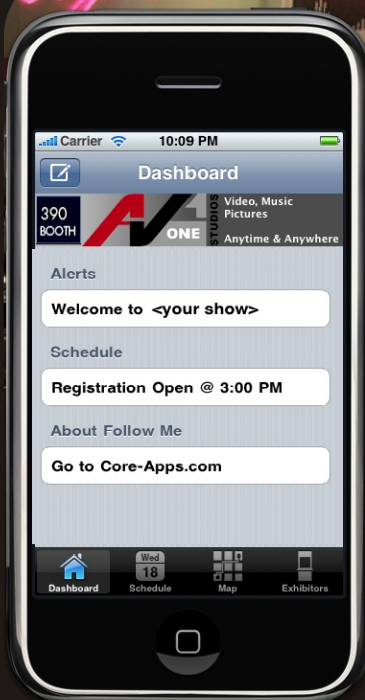 Carrier 10:09 PM
Dashboard
390
BOOTH
AV1
ONE
STUDIOS
Video, Music
Pictures
Anytime & Anywhere
Alerts
Welcome to <your show>
Schedule
Registration Open @ 3:00 PM
About Follow Me
Go to Core-Apps.com
Wed
18
Dashboard Schedule Map Exhibitors